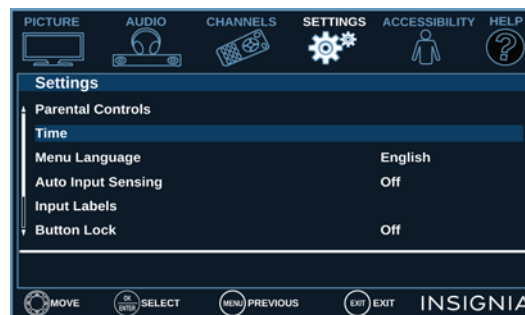 PICTURE AUDIO CHANNELS SETTINGS ACCESSIBILITY HELP
?
Settings
Parental Controls
Time
Menu Language English
Auto Input Sensing Off
Input Labels
Button Lock Off
MOVE OK ENTER SELECT MENU PREVIOUS EXIT EXIT INSIGNIA